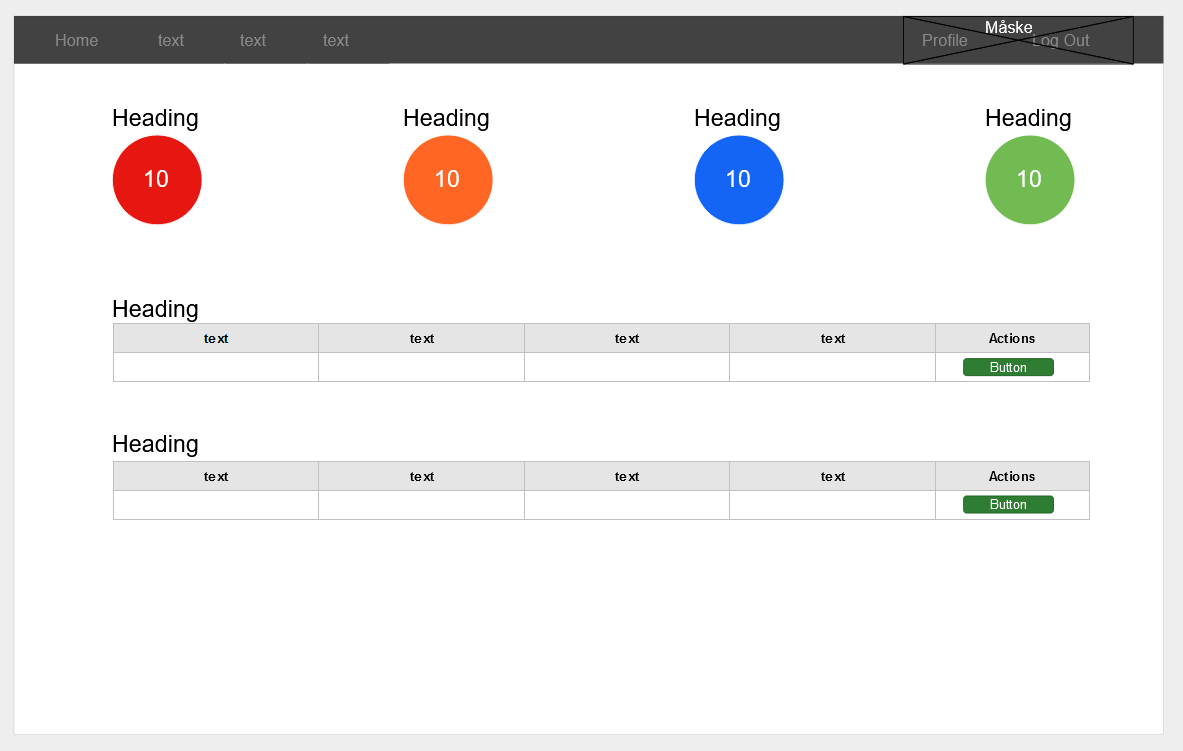 Home text text text Profile Måske Log Out
Heading Heading Heading Heading
10 10 10 10
Heading
text text text text Actions
Button
Heading
text text text text Actions
Button